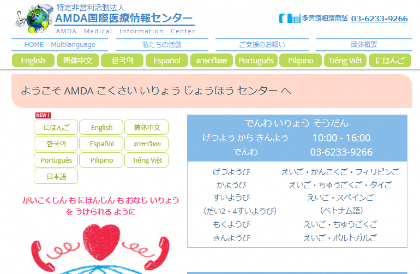 特定非営利活動法人
AMDA国際医療情報センター
AMDA Medical Information Center
多言語相談電話 03-6233-9266
HOME - Multilanguage 私たちの活動 ご支援のお願い 団体概要
English 简体中文 한국어 Español ภาษาไทย Português Pilipino Tiếng Việt にほんご
ようこそ AMDA こくさい いりょう じょうほう センター へ
NEW!
にほんご English 简体中文
한국어 Español ภาษาไทย
Português Pilipino Tiếng Việt
日本語
がいこくじん も にほんじん も おなじ いりょう
を うけられる ように
でんわ いりょう そうだん
げつよう から きんよう 10:00 - 16:00
でんわ 03-6233-9266
げつようび えいご・かんこくご・フィリピンご
かようび えいご・ちゅうごくご・タイご
すいようび えいご・スペインご
(だい2・4すいようび) (ベトナム語)
もくようび えいご・ちゅうごくご
きんようび えいご・ポルトガルご